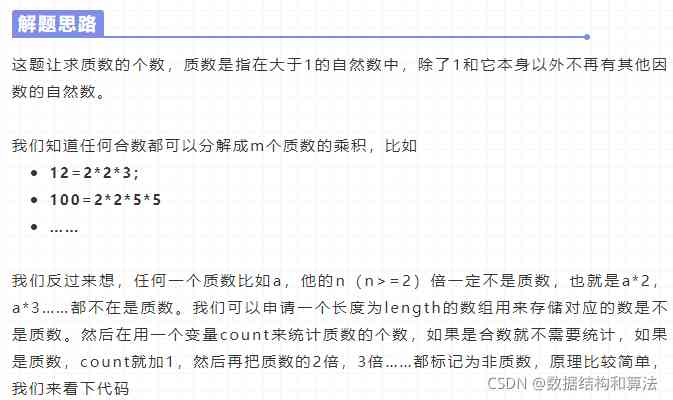 解题思路
这题让求质数的个数，质数是指在大于1的自然数中，除了1和它本身以外不再有其他因
数的自然数。
我们知道任何合数都可以分解成m个质数的乘积，比如
• 12=2*2*3；
• 100=2*2*5*5
• ……
我们反过来想，任何一个质数比如a，他的n（n>=2）倍一定不是质数，也就是a*2，
a*3……都不在是质数。我们可以申请一个长度为length的数组用来存储对应的数是不
是质数。然后在用一个变量count来统计质数的个数，如果是合数就不需要统计，如果
是质数，count就加1，然后再把质数的2倍，3倍……都标记为非质数，原理比较简单，
我们来看下代码
CSDN @数据结构和算法